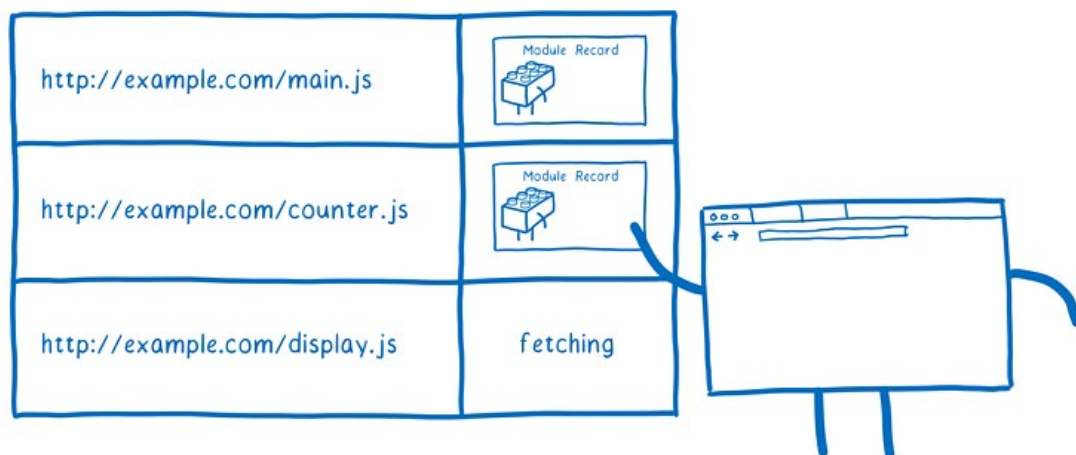 http://example.com/main.js
Module Record
http://example.com/counter.js
Module Record
http://example.com/display.js
fetching